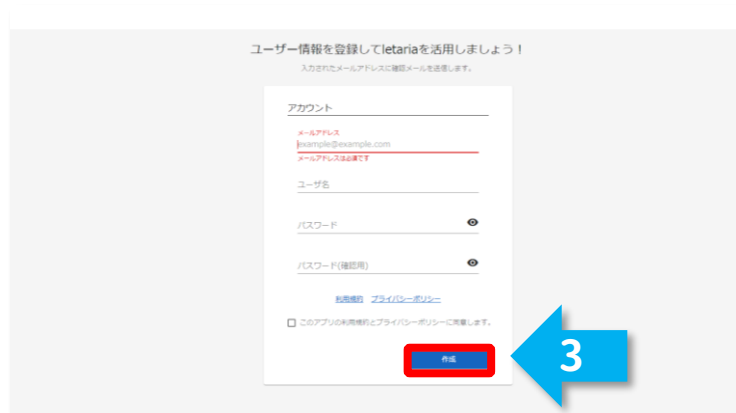 ユーザー情報を登録してletariaを活用しましょう！
入力されたメールアドレスに確認メールを送信します。
アカウント
メールアドレス
example@example.com
メールアドレスは必須です
ユーザ名
パスワード
パスワード(確認用)
利用規約 プライバシーポリシー
このアプリの利用規約とプライバシーポリシーに同意します。
作成
3